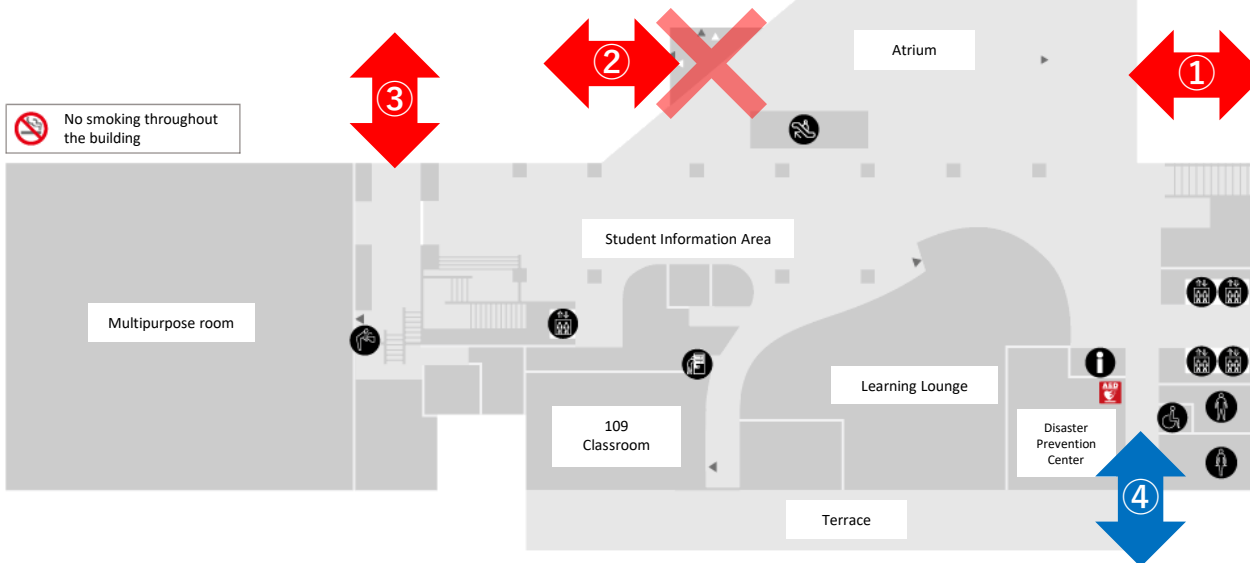 ②
Atrium
①
③
No smoking throughout
the building
Student Information Area
Multipurpose room
Learning Lounge
AED
109
Classroom
Disaster
Prevention
Center
④
Terrace